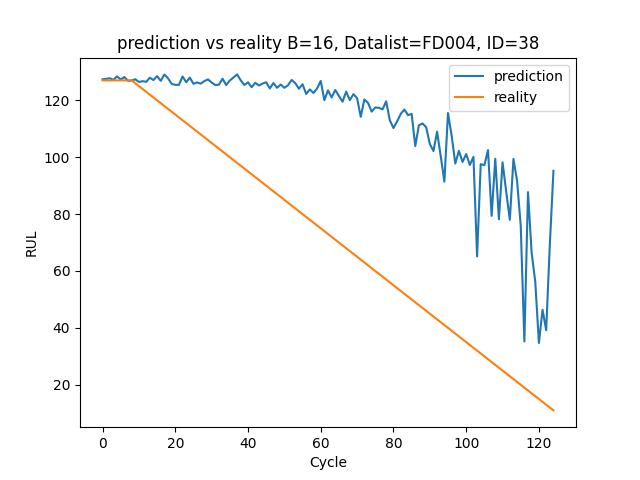 prediction vs reality B=16, Datalist=FD004, ID=38
prediction
reality
RUL
120
100
80
60
40
20
0 20 40 60 80 100 120
Cycle